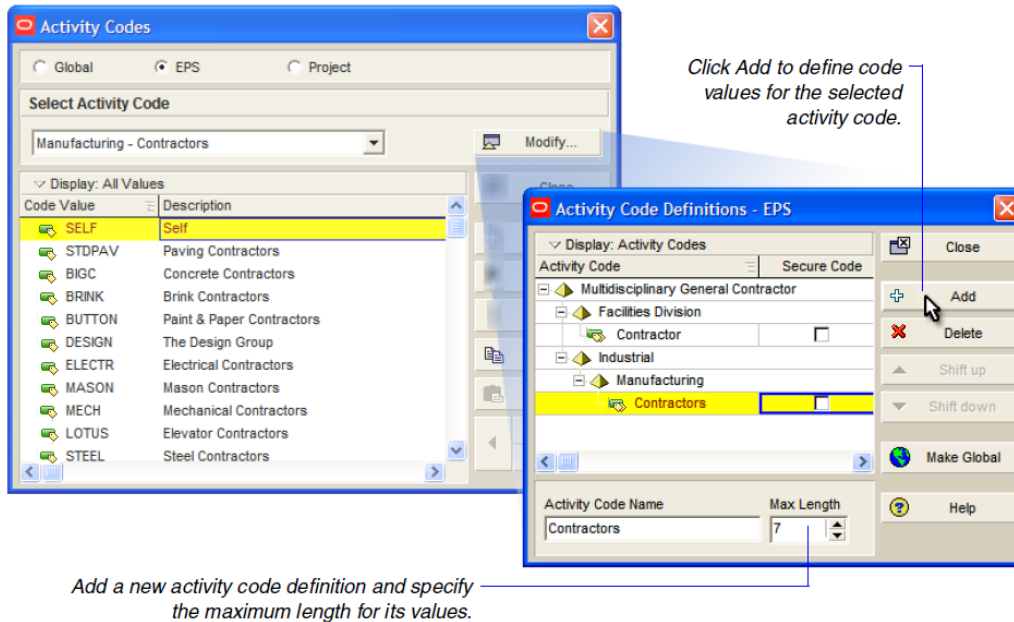 Activity Codes
Global EPS Project
Select Activity Code
Manufacturing - Contractors
Modify...
Display: All Values
Close
Code Value Description
SELF Self
STDPAV Paving Contractors
BIGC Concrete Contractors
BRINK Brink Contractors
BUTTON Paint & Paper Contractors
DESIGN The Design Group
ELECTR Electrical Contractors
MASON Mason Contractors
MECH Mechanical Contractors
LOTUS Elevator Contractors
STEEL Steel Contractors
Click Add to define code
values for the selected
activity code.
Activity Code Definitions - EPS
Display: Activity Codes
Activity Code Secure Code
Multidisciplinary General Contractor
Facilities Division
Contractor
Industrial
Manufacturing
Contractors
Close
Add
Delete
Shift up
Shift down
Make Global
Help
Activity Code Name Max Length
Contractors 7
Add a new activity code definition and specify
the maximum length for its values.